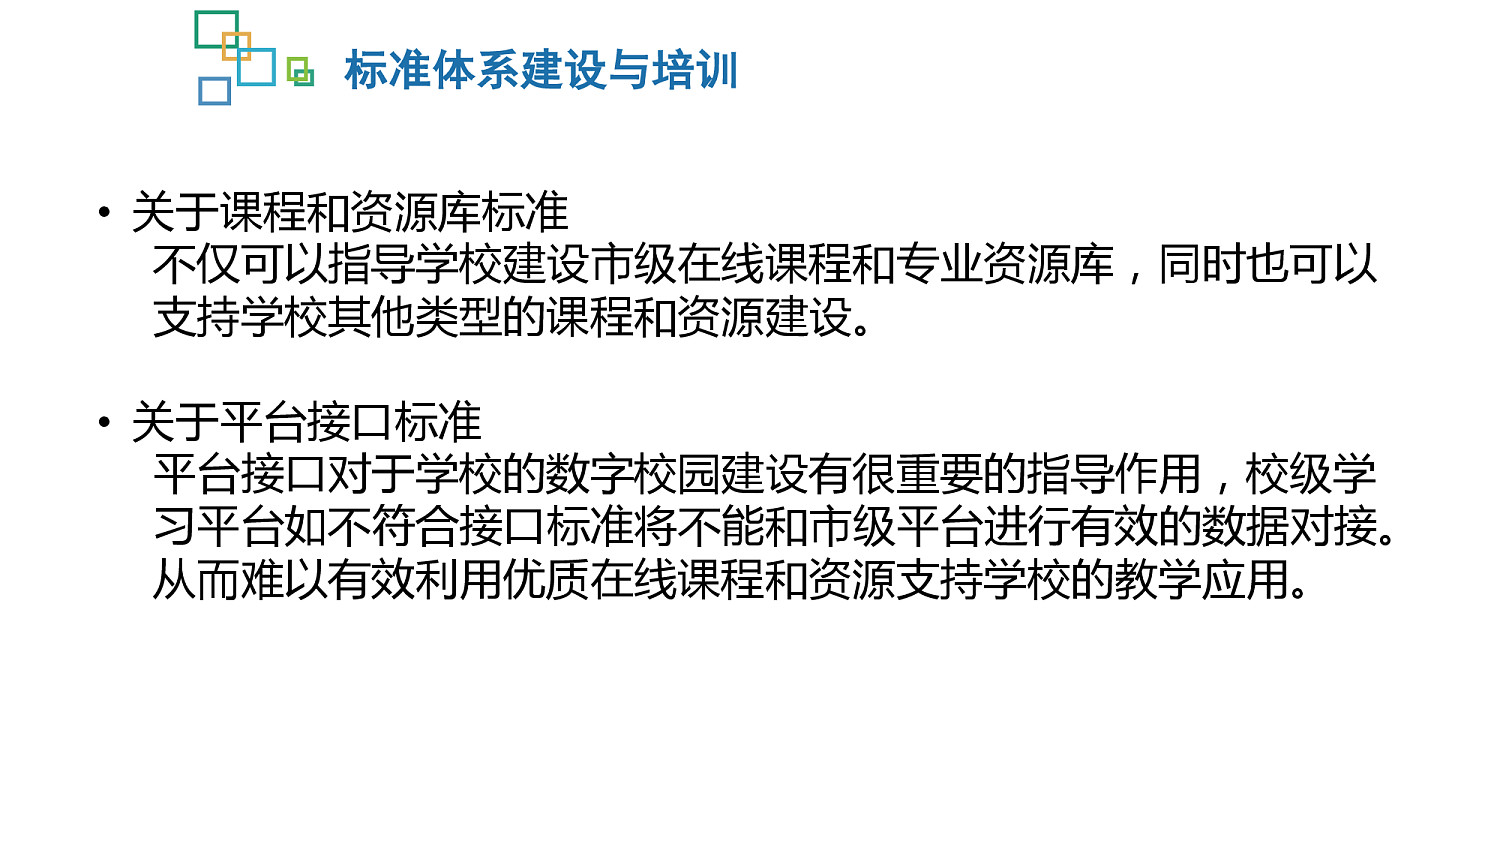 标准体系建设与培训
• 关于课程和资源库标准
不仅可以指导学校建设市级在线课程和专业资源库，同时也可以
支持学校其他类型的课程和资源建设。
• 关于平台接口标准
平台接口对于学校的数字校园建设有很重要的指导作用，校级学
习平台如不符合接口标准将不能和市级平台进行有效的数据对接。
从而难以有效利用优质在线课程和资源支持学校的教学应用。